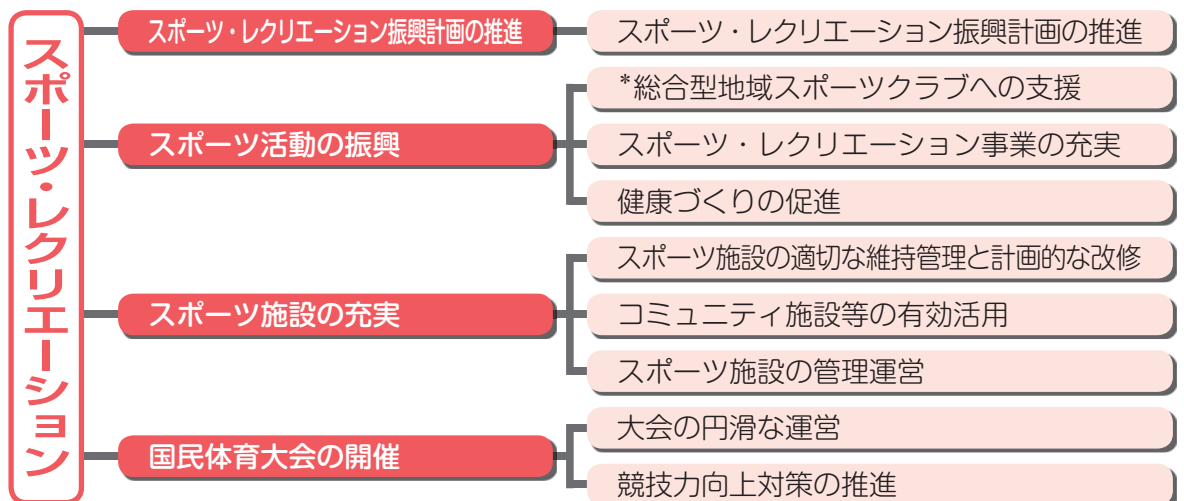 スポーツ・レクリエーション
スポーツ・レクリエーション振興計画の推進
スポーツ・レクリエーション振興計画の推進
スポーツ活動の振興
*総合型地域スポーツクラブへの支援
スポーツ・レクリエーション事業の充実
健康づくりの促進
スポーツ施設の充実
スポーツ施設の適切な維持管理と計画的な改修
コミュニティ施設等の有効活用
スポーツ施設の管理運営
国民体育大会の開催
大会の円滑な運営
競技力向上対策の推進